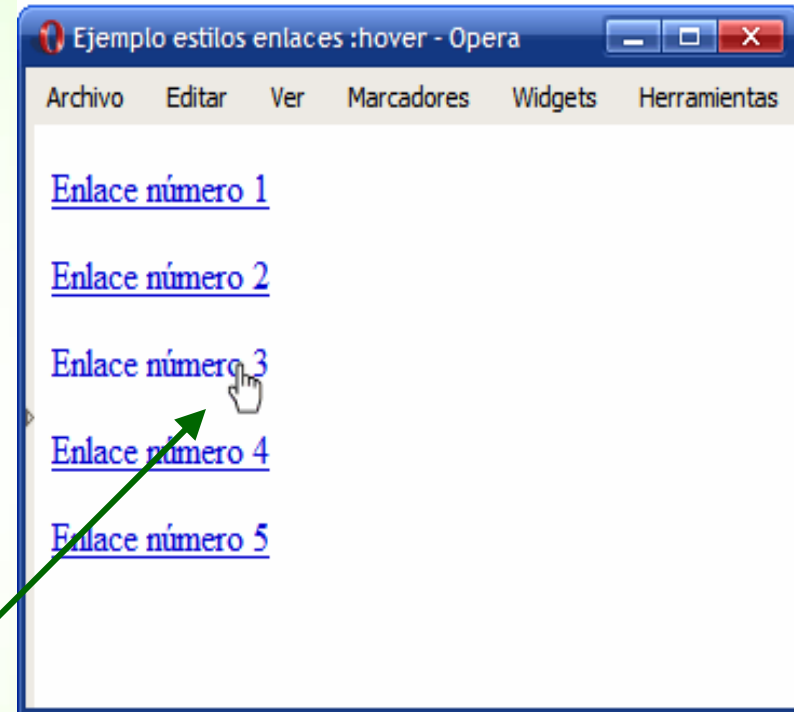 Ejemplo estilos enlaces :hover - Opera
Archivo Editar Ver Marcadores Widgets Herramientas
Enlace número 1
Enlace número 2
Enlace número 3
Enlace número 4
Enlace número 5